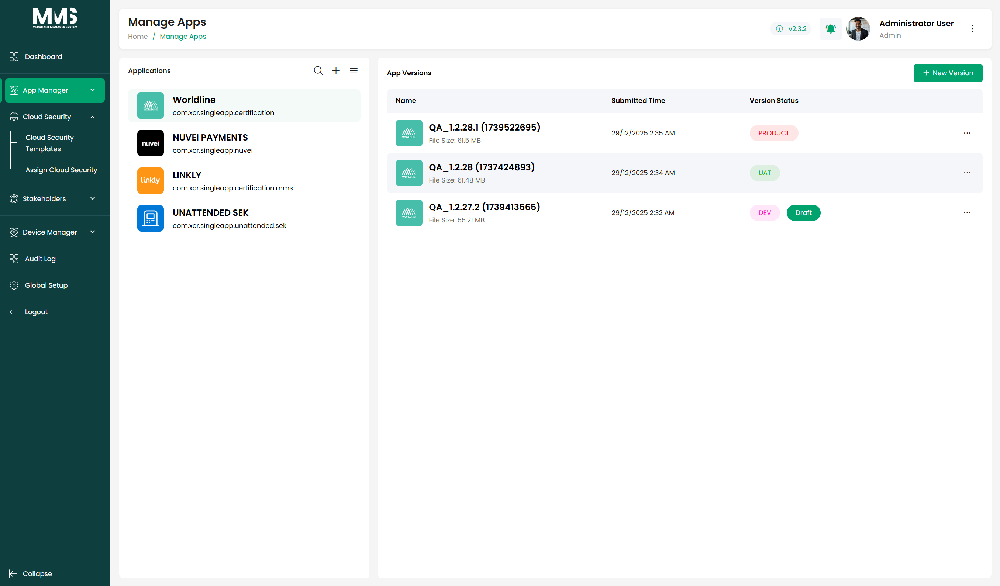 MMS
MERCHANT MANAGER SYSTEM
Dashboard
App Manager
Cloud Security
Cloud Security
Templates
Assign Cloud Security
Stakeholders
Device Manager
Audit Log
Global Setup
Logout
Collapse
Manage Apps
Home / Manage Apps
v2.3.2
Administrator User
Admin
Applications
Worldline
com.xcr.singleapp.certification
WORLDLINE
NUVEI PAYMENTS
com.xcr.singleapp.nuvei
nuvei
LINKLY
com.xcr.singleapp.certification.mms
linkly
UNATTENDED SEK
com.xcr.singleapp.unattended.sek
App Versions
+ New Version
Name Submitted Time Version Status
WORLDLINE
QA_1.2.28.1 (1739522695)
File Size: 61.5 MB
29/12/2025 2:35 AM
PRODUCT
WORLDLINE
QA_1.2.28 (1737424893)
File Size: 61.48 MB
29/12/2025 2:34 AM
UAT
WORLDLINE
QA_1.2.27.2 (1739413565)
File Size: 55.21 MB
29/12/2025 2:32 AM
DEV Draft